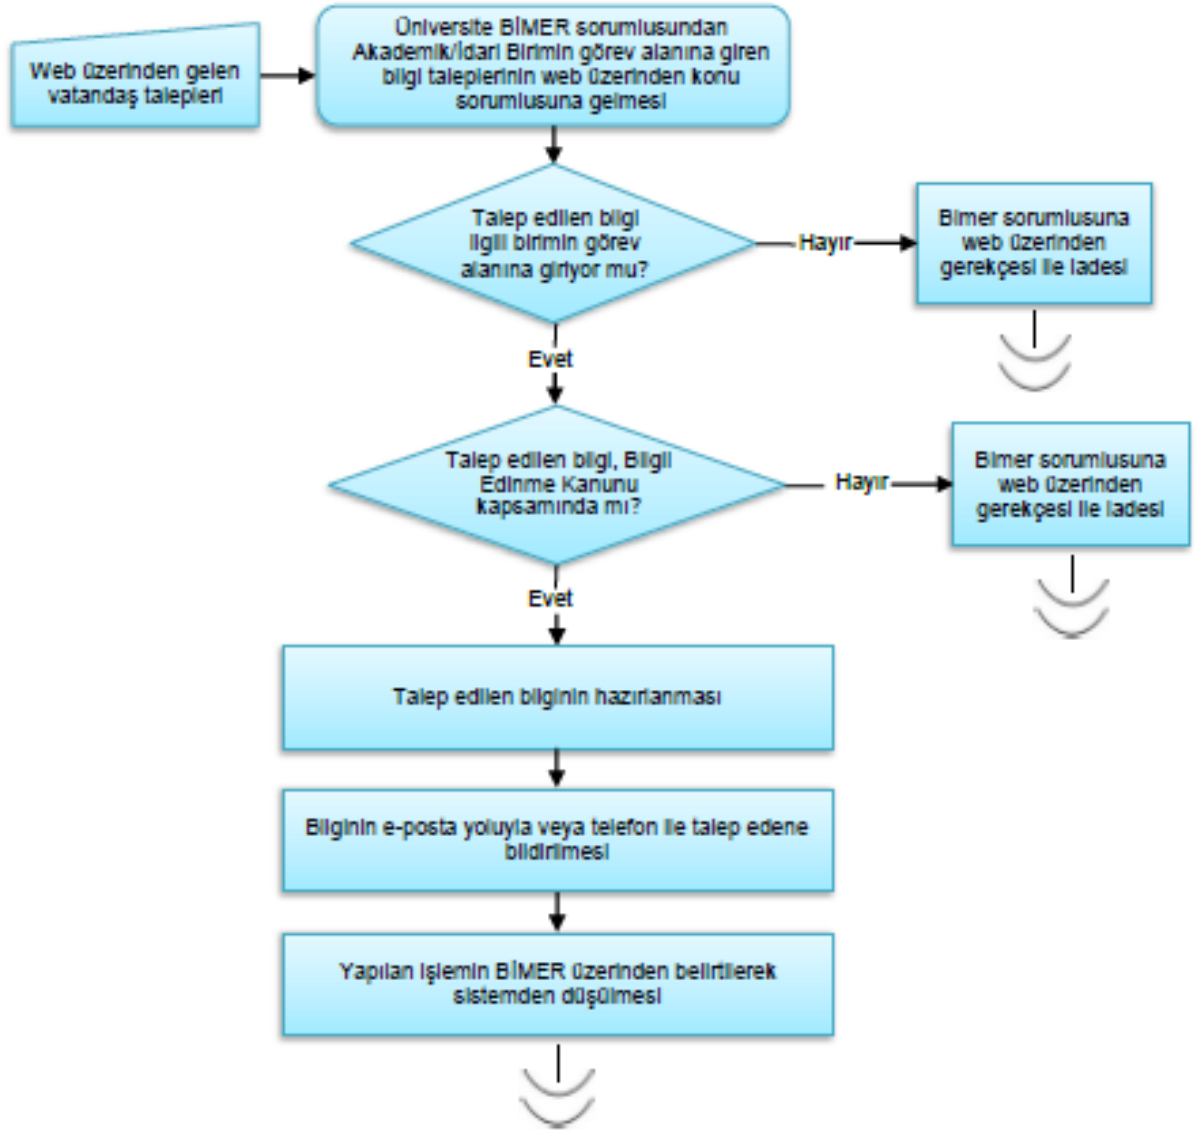 Web üzerinden gelen
vatandaş talepleri
Üniversite BİMER sorumlusundan
Akademik/İdari Birimin görev alanına giren
bilgi taleplerinin web üzerinden konu
sorumlusuna gelmesi
Talep edilen bilgi
ilgili birimin görev
alanına giriyor mu?
Hayır
Bimer sorumlusuna
web üzerinden
gerekçesi ile iadesi
Evet
Talep edilen bilgi, Bilgii
Edinme Kanunu
kapsamında mı?
Hayır
Bimer sorumlusuna
web üzerinden
gerekçesi ile iadesi
Evet
Talep edilen bilginin hazırlanması
Bilginin e-posta yoluyla veya telefon ile talep edene
bildirilmesi
Yapılan işlemin BİMER üzerinden belirtilerek
sistemden düşülmesi